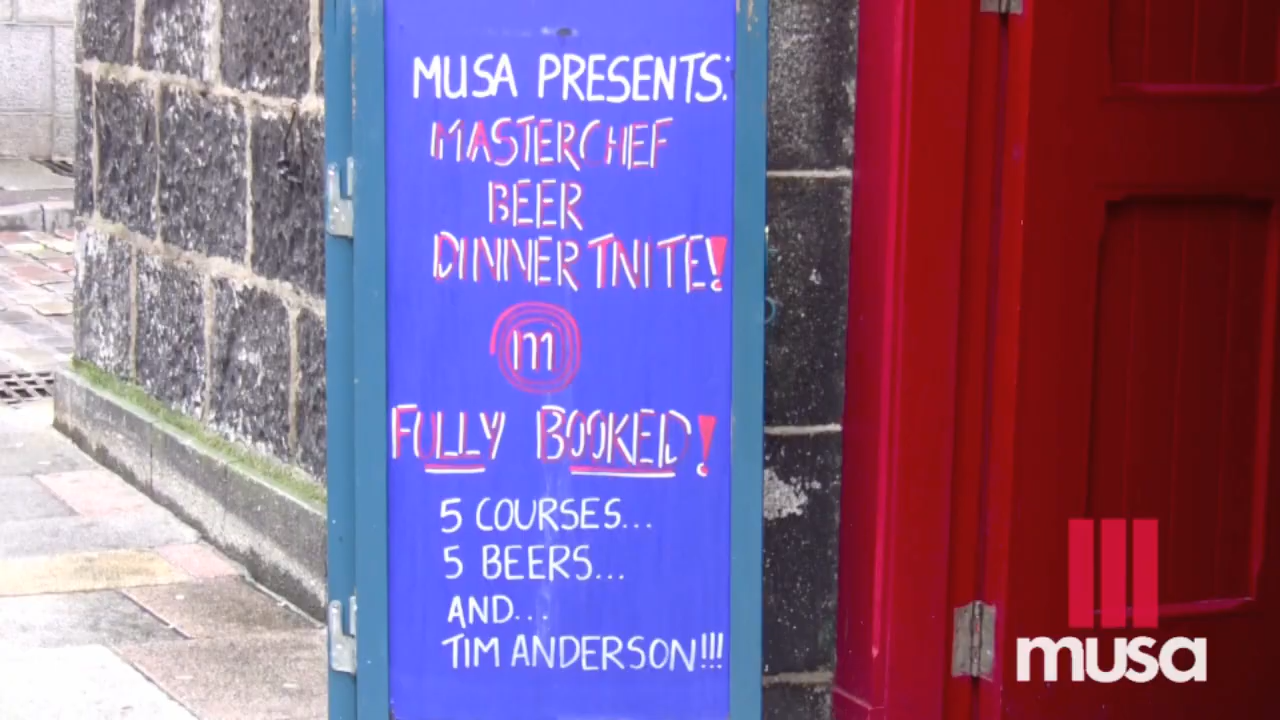 MUSA PRESENTS:
MASTERCHEF
BEER
DINNER TNITE!
m
FULLY BOOKED!
5 COURSES...
5 BEERS...
AND...
TIM ANDERSON!!!
musa